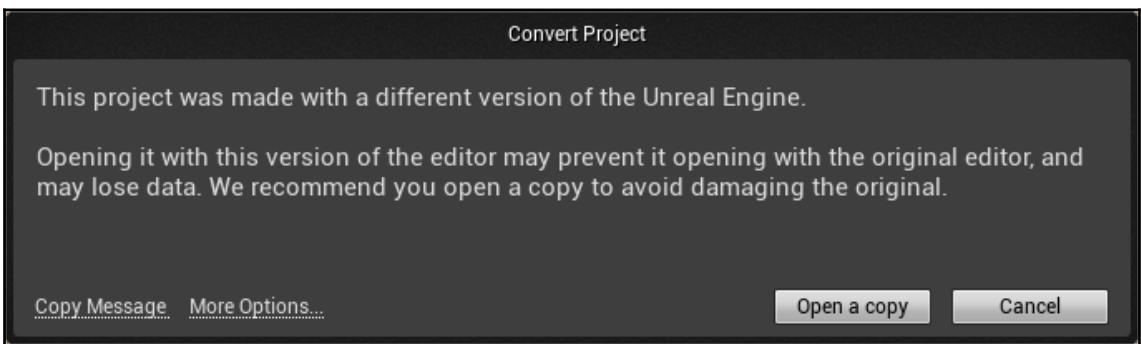 Convert Project
This project was made with a different version of the Unreal Engine.
Opening it with this version of the editor may prevent it opening with the original editor, and
may lose data. We recommend you open a copy to avoid damaging the original.
Copy Message More Options... Open a copy Cancel